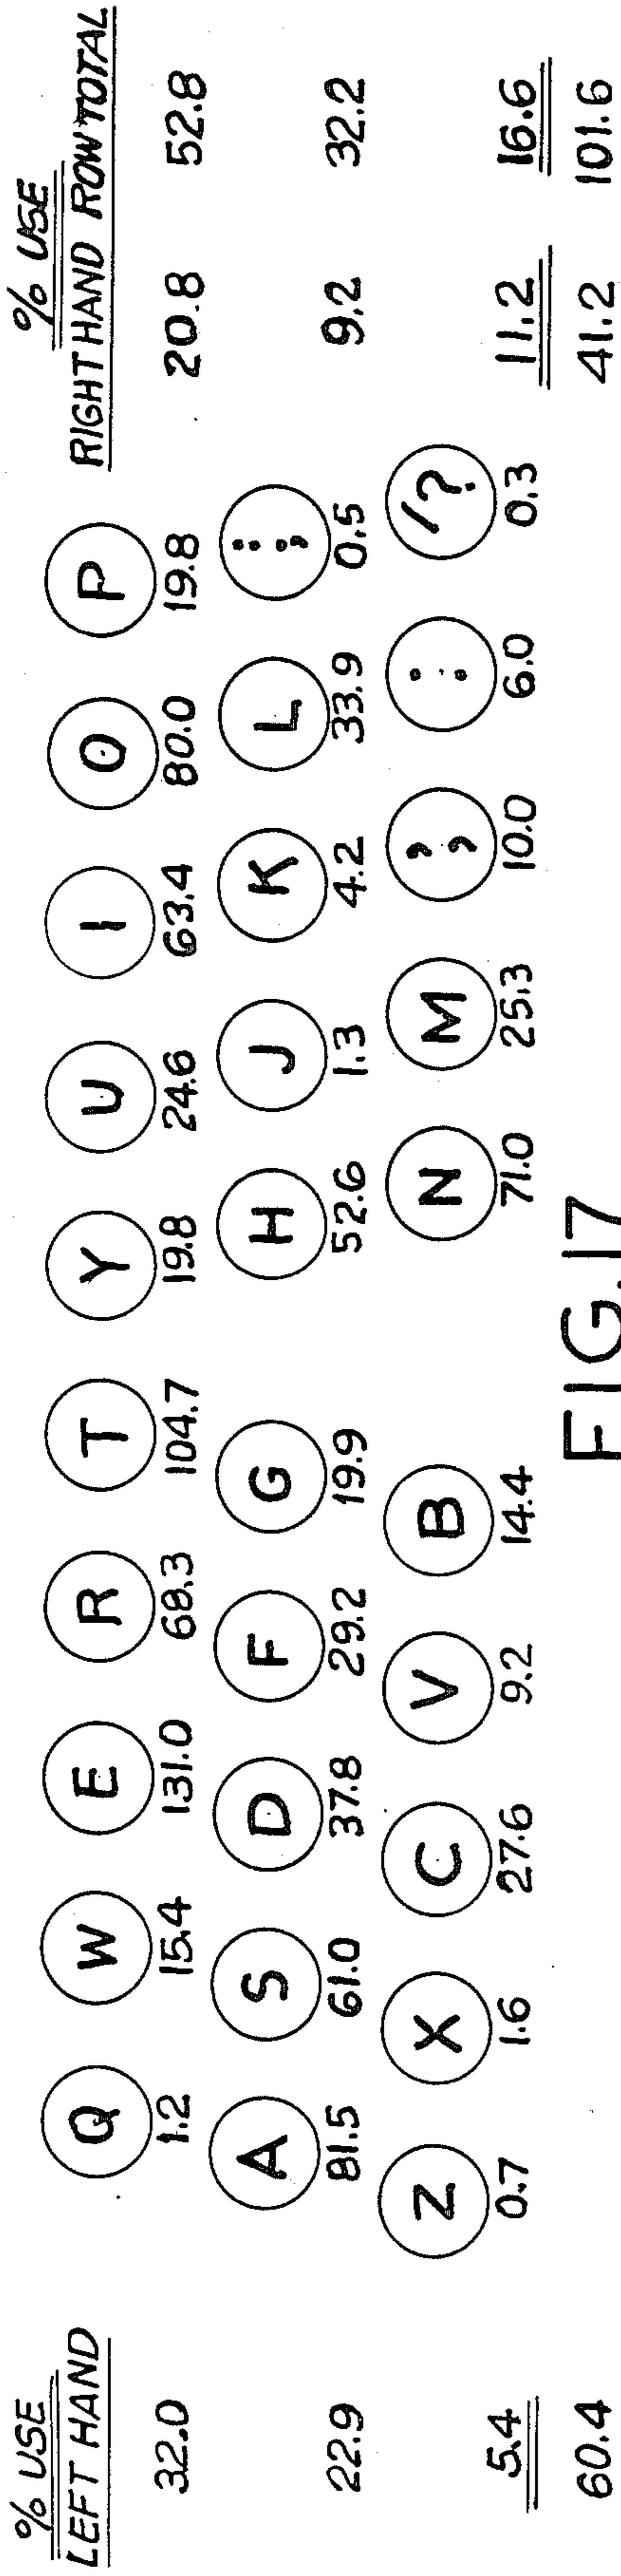 % USE % USE
LEFT HAND RIGHT HAND ROW TOTAL
Q W E R T Y U I O P
32.0 1.2 15.4 131.0 68.3 104.7 19.8 24.6 63.4 80.0 19.8 20.8 52.8
A S D F G H J K L : ;
22.9 81.5 61.0 37.8 29.2 19.9 52.6 1.3 4.2 33.9 0.5 9.2 32.2
Z X C V B N M , , : /?
5.4 0.7 1.6 27.6 9.2 14.4 71.0 25.3 10.0 6.0 0.3 11.2 16.6
60.4 41.2 101.6
FIG. 17